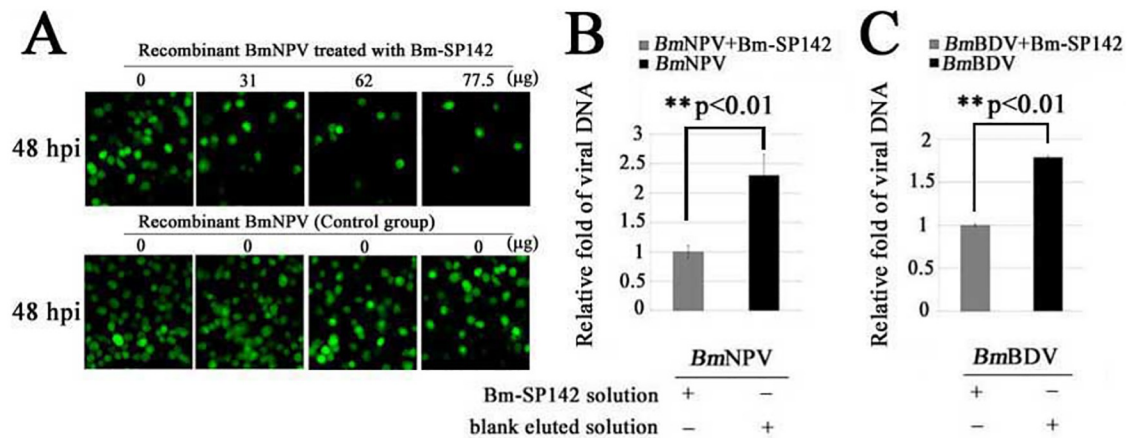 A
Recombinant BmNPV treated with Bm-SP142
0 31 62 77.5 (μg)
48 hpi
Recombinant BmNPV (Control group)
0 0 0 0 (μg)
48 hpi
B
BmNPV+Bm-SP142
BmNPV
** p<0.01
Relative fold of viral DNA
3
2.5
2
1.5
1
0.5
0
BmNPV
Bm-SP142 solution + −
blank eluted solution − +
C
BmBDV+Bm-SP142
BmBDV
** p<0.01
Relative fold of viral DNA
2
1.5
1
0.5
0
BmBDV
+ −
− +